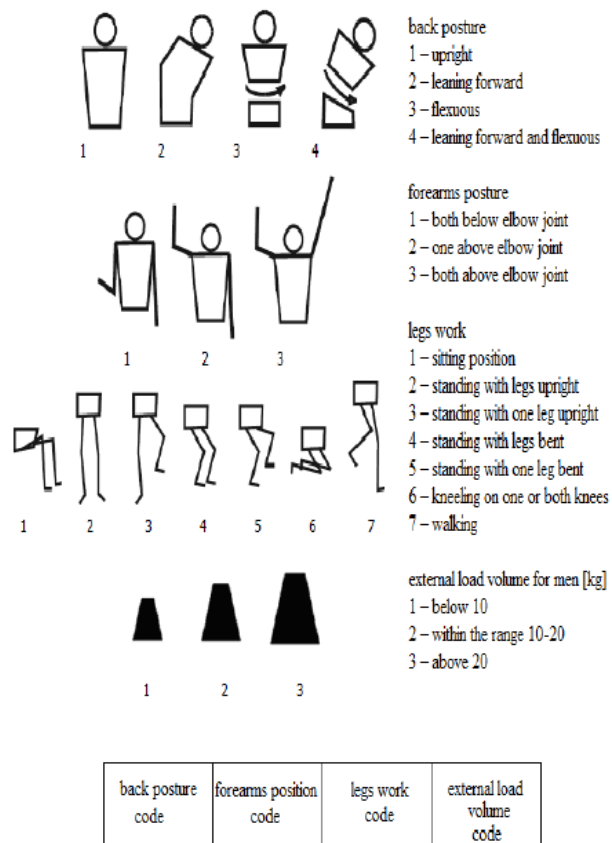 back posture
1 – upright
2 – leaning forward
3 – flexuous
4 – leaning forward and flexuous
1 2 3 4
forearms posture
1 – both below elbow joint
2 – one above elbow joint
3 – both above elbow joint
1 2 3
legs work
1 – sitting position
2 – standing with legs upright
3 – standing with one leg upright
4 – standing with legs bent
5 – standing with one leg bent
6 – kneeling on one or both knees
7 – walking
1 2 3 4 5 6 7
external load volume for men [kg]
1 – below 10
2 – within the range 10-20
3 – above 20
1 2 3
back posture
code
forearms position
code
legs work
code
external load
volume
code